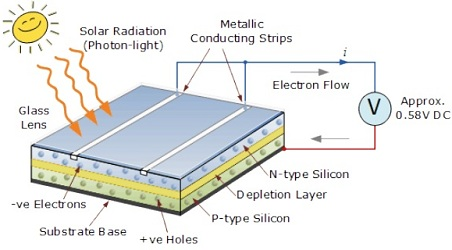 Solar Radiation
(Photon-light)
Metallic
Conducting Strips
i
Electron Flow
V
Approx.
0.58V DC
Glass
Lens
N-type Silicon
Depletion Layer
P-type Silicon
-ve Electrons
Substrate Base
+ve Holes